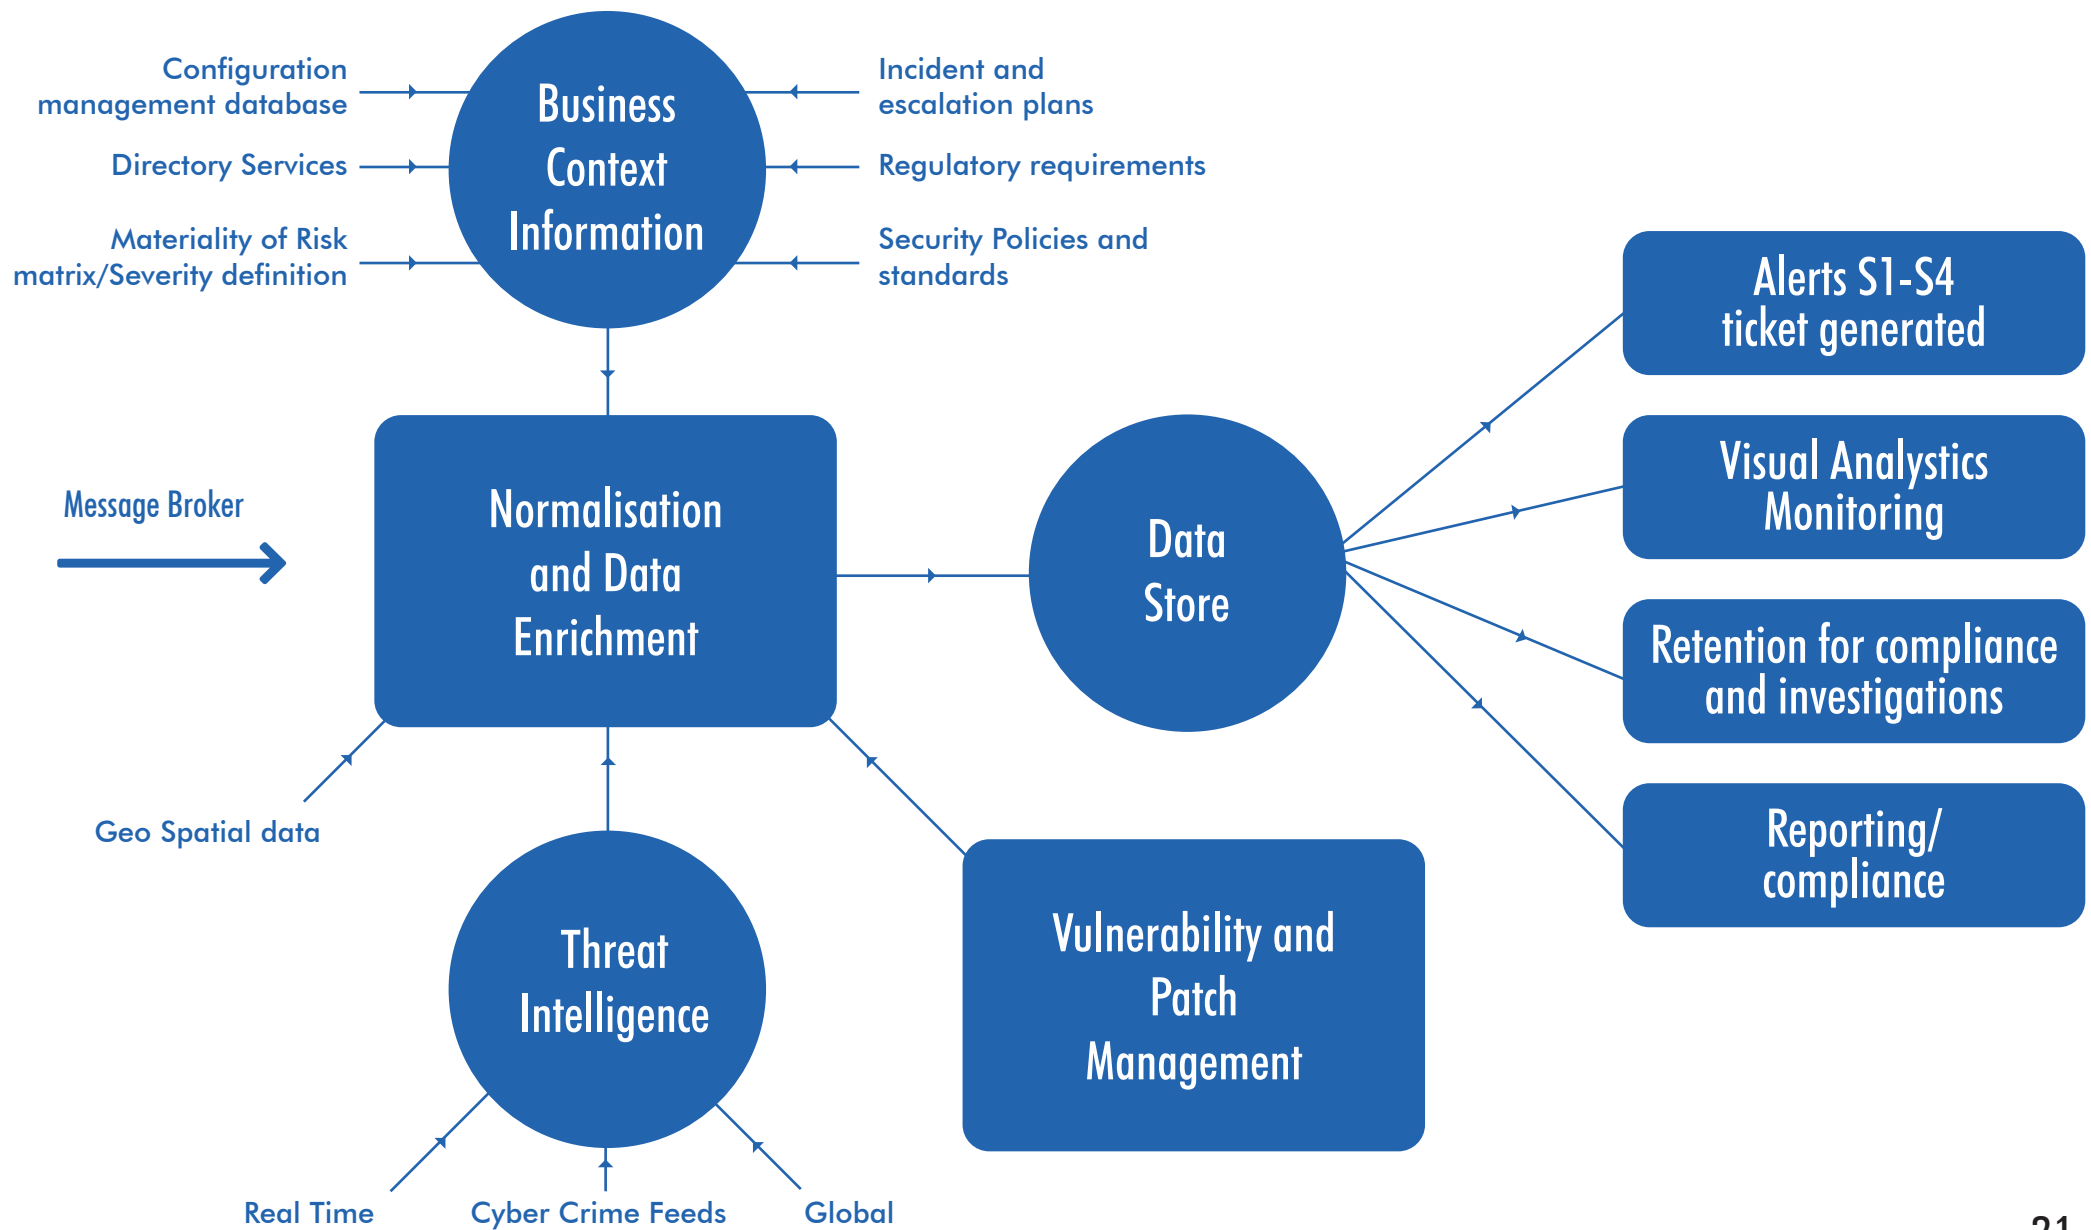 Configuration
management database
Directory Services
Materiality of Risk
matrix/Severity definition
Business
Context
Information
Incident and
escalation plans
Regulatory requirements
Security Policies and
standards
Message Broker
Normalisation
and Data
Enrichment
Data
Store
Alerts S1-S4
ticket generated
Visual Analystics
Monitoring
Retention for compliance
and investigations
Reporting/
compliance
Geo Spatial data
Threat
Intelligence
Vulnerability and
Patch
Management
Real Time
Cyber Crime Feeds
Global
21